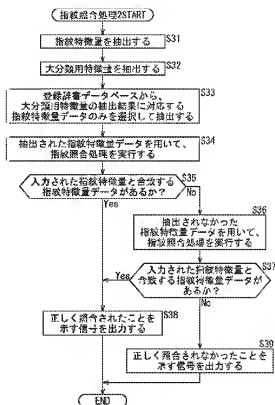 指紋照合処理2START
S31
指紋特徴量を抽出する
S32
大分類用特徴量を抽出する
S33
登録辞書データベースから、
大分類用特徴量の抽出結果に対応する
指紋特徴量データのみを選択して抽出する
S34
抽出された指紋特徴量データを用いて、
指紋照合処理を実行する
S35
入力された指紋特徴量と合致する
指紋特徴量データがあるか?
No
Yes
S36
抽出されなかった
指紋特徴量データを用いて、
指紋照合処理を実行する
S37
入力された指紋特徴量と
合致する指紋特徴量データが
あるか?
Yes
No
S38
正しく照合されたことを
示す信号を出力する
S39
正しく照合されなかったことを
示す信号を出力する
END